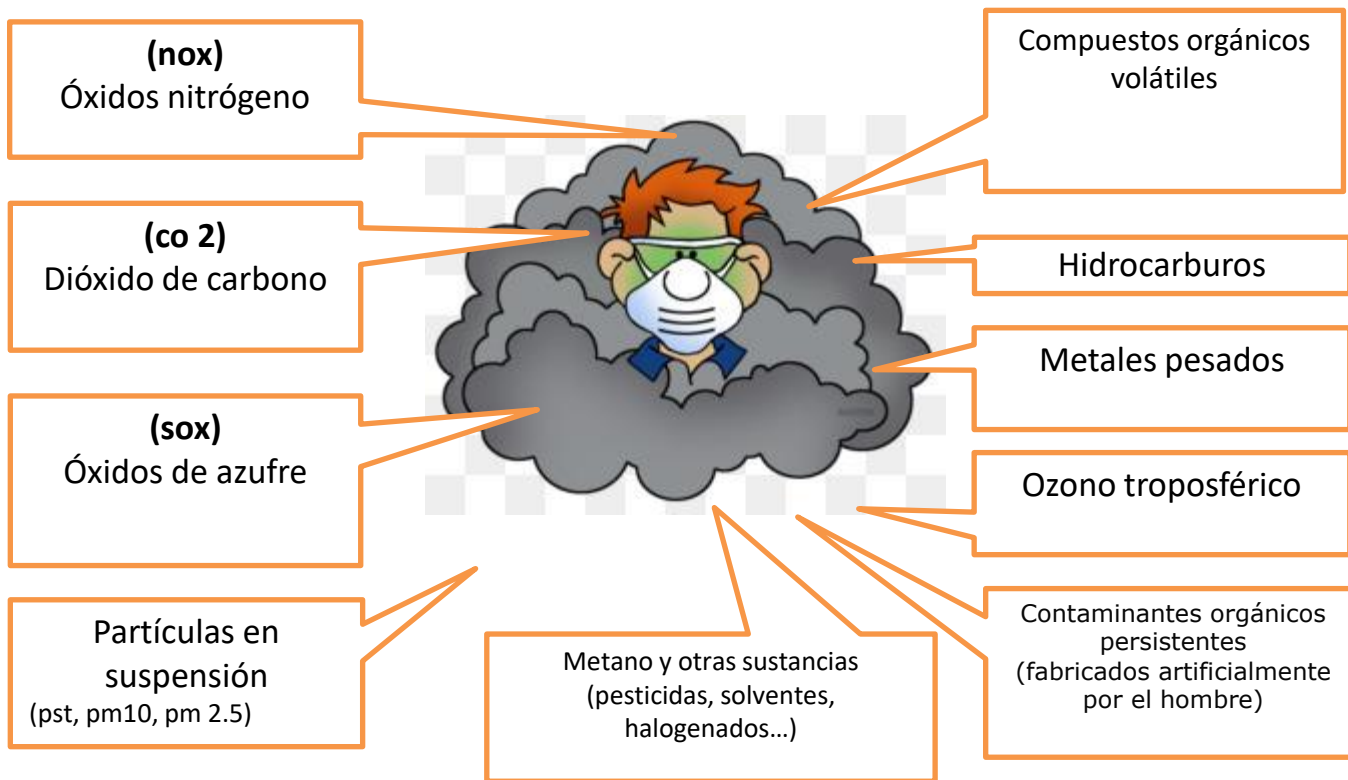 (nox)
Óxidos nitrógeno
(co 2)
Dióxido de carbono
(sox)
Óxidos de azufre
Partículas en
suspensión
(pst, pm10, pm 2.5)
Metano y otras sustancias
(pesticidas, solventes,
halogenados...)
Compuestos orgánicos
volátiles
Hidrocarburos
Metales pesados
Ozono troposférico
Contaminantes orgánicos
persistentes
(fabricados artificialmente
por el hombre)